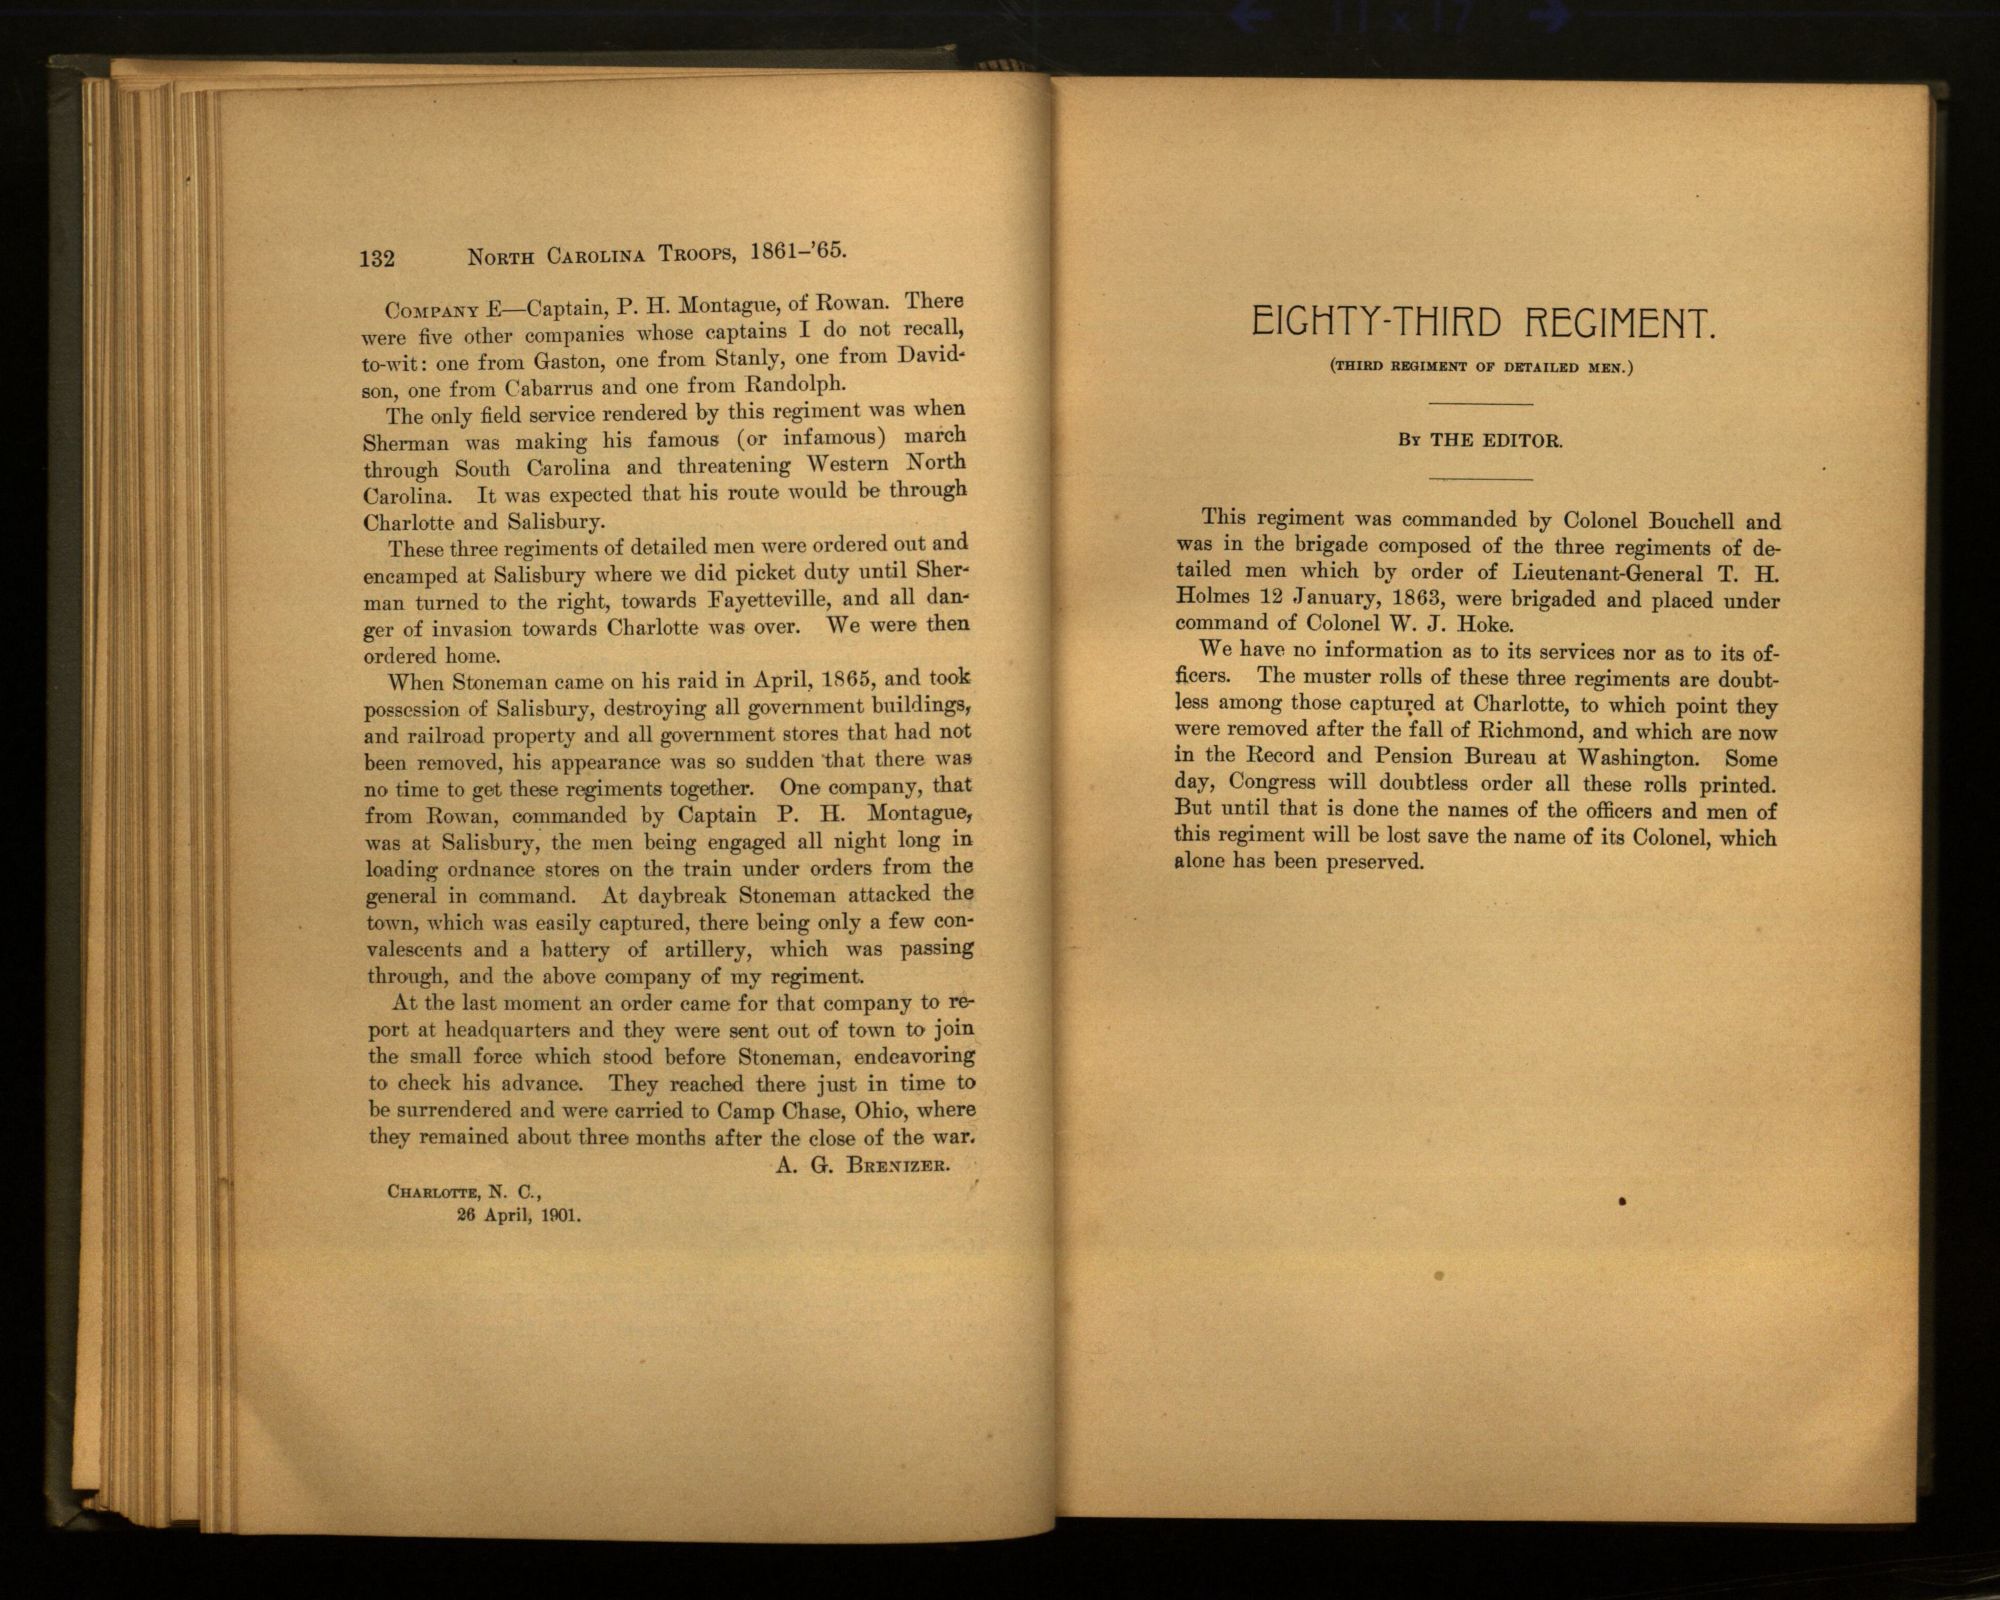 ← 11 x 17 →
132 North Carolina Troops, 1861-'65.
Company E—Captain, P. H. Montague, of Rowan. There
were five other companies whose captains I do not recall,
to-wit: one from Gaston, one from Stanly, one from David-
son, one from Cabarrus and one from Randolph.
The only field service rendered by this regiment was when
Sherman was making his famous (or infamous) march
through South Carolina and threatening Western North
Carolina. It was expected that his route would be through
Charlotte and Salisbury.
These three regiments of detailed men were ordered out and
encamped at Salisbury where we did picket duty until Sher-
man turned to the right, towards Fayetteville, and all dan-
ger of invasion towards Charlotte was over. We were then
ordered home.
When Stoneman came on his raid in April, 1865, and took
possession of Salisbury, destroying all government buildings,
and railroad property and all government stores that had not
been removed, his appearance was so sudden that there was
no time to get these regiments together. One company, that
from Rowan, commanded by Captain P. H. Montague,
was at Salisbury, the men being engaged all night long in
loading ordnance stores on the train under orders from the
general in command. At daybreak Stoneman attacked the
town, which was easily captured, there being only a few con-
valescents and a battery of artillery, which was passing
through, and the above company of my regiment.
At the last moment an order came for that company to re-
port at headquarters and they were sent out of town to join
the small force which stood before Stoneman, endeavoring
to check his advance. They reached there just in time to
be surrendered and were carried to Camp Chase, Ohio, where
they remained about three months after the close of the war.
A. G. Brenizer.
Charlotte, N. C.,
26 April, 1901.
EIGHTY-THIRD REGIMENT.
(THIRD REGIMENT OF DETAILED MEN.)
By THE EDITOR.
This regiment was commanded by Colonel Bouchell and
was in the brigade composed of the three regiments of de-
tailed men which by order of Lieutenant-General T. H.
Holmes 12 January, 1863, were brigaded and placed under
command of Colonel W. J. Hoke.
We have no information as to its services nor as to its of-
ficers. The muster rolls of these three regiments are doubt-
less among those captured at Charlotte, to which point they
were removed after the fall of Richmond, and which are now
in the Record and Pension Bureau at Washington. Some
day, Congress will doubtless order all these rolls printed.
But until that is done the names of the officers and men of
this regiment will be lost save the name of its Colonel, which
alone has been preserved.